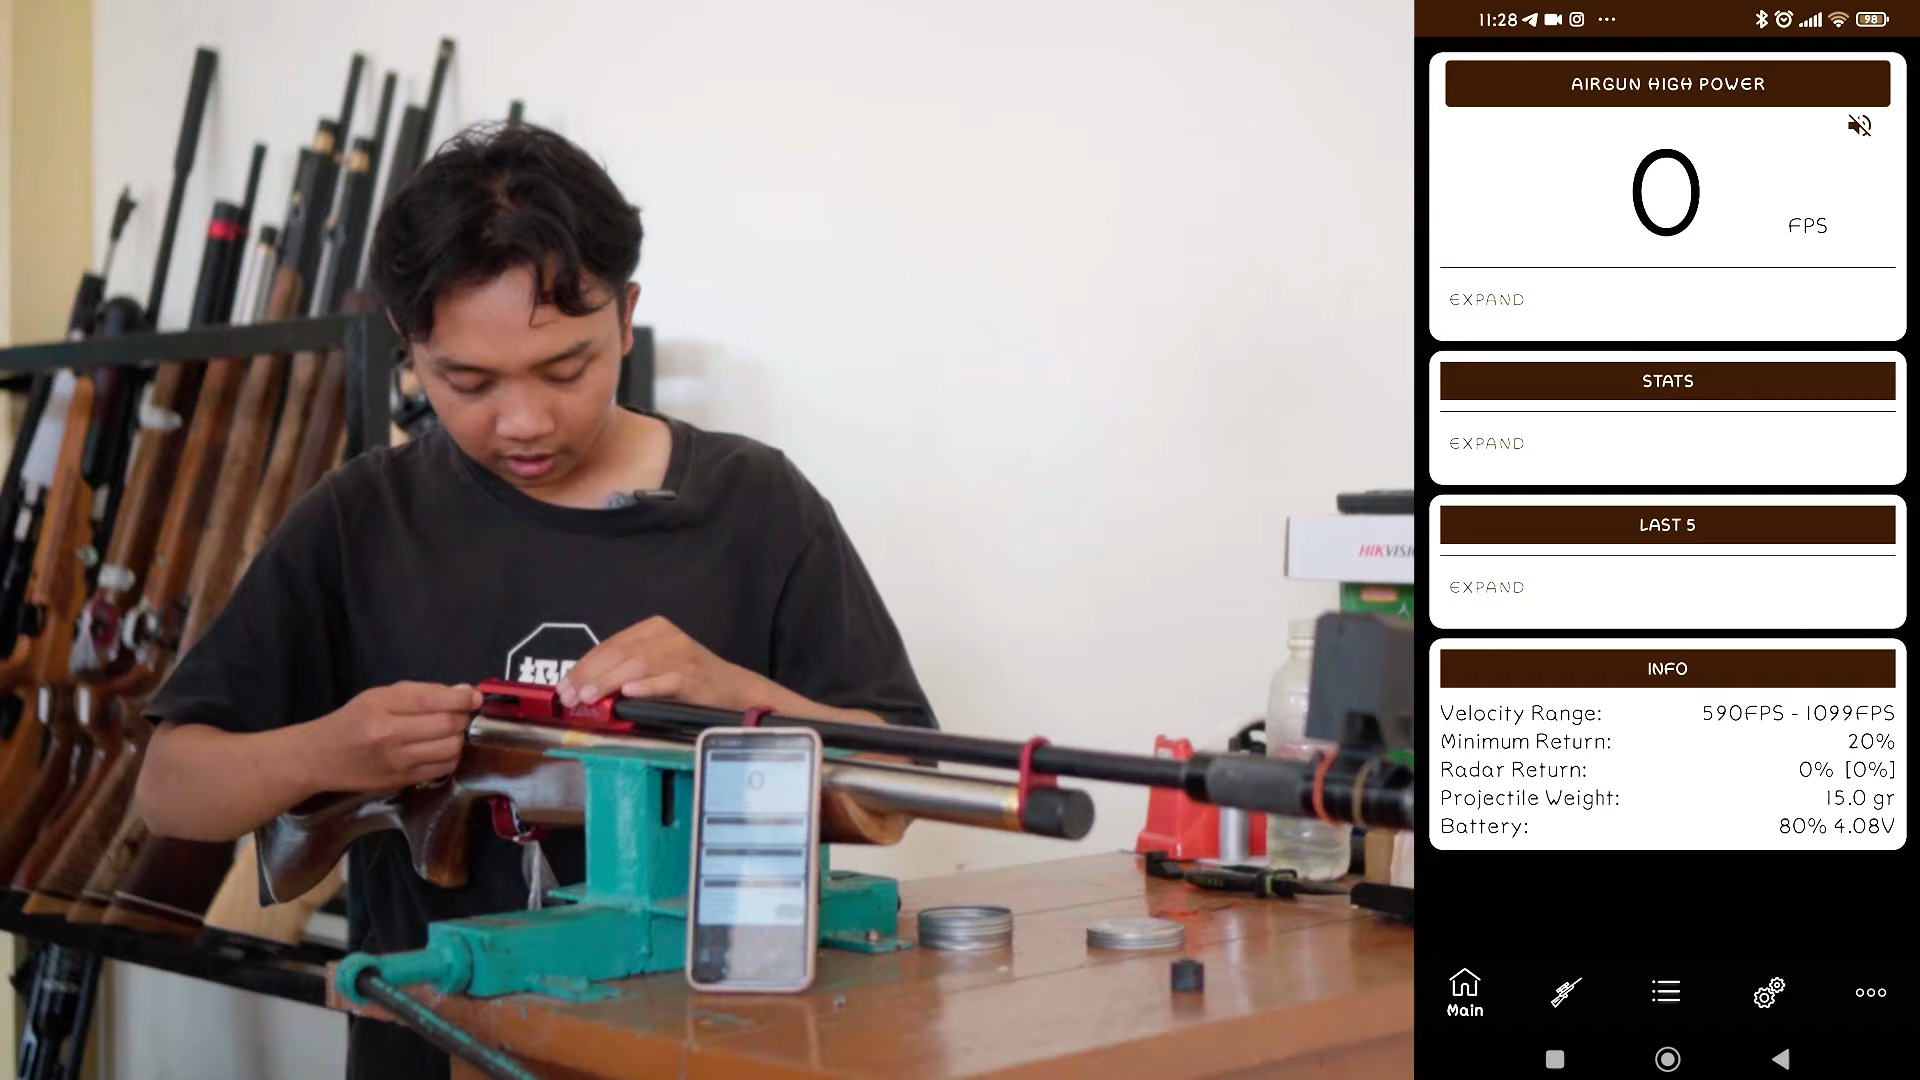 HIKVISI
11:28
98
AIRGUN HIGH POWER
0
FPS
EXPAND
STATS
EXPAND
LAST 5
EXPAND
INFO
Velocity Range: 590FPS - 1099FPS
Minimum Return: 20%
Radar Return: 0% [0%]
Projectile Weight: 15.0 gr
Battery: 80% 4.08V
Main